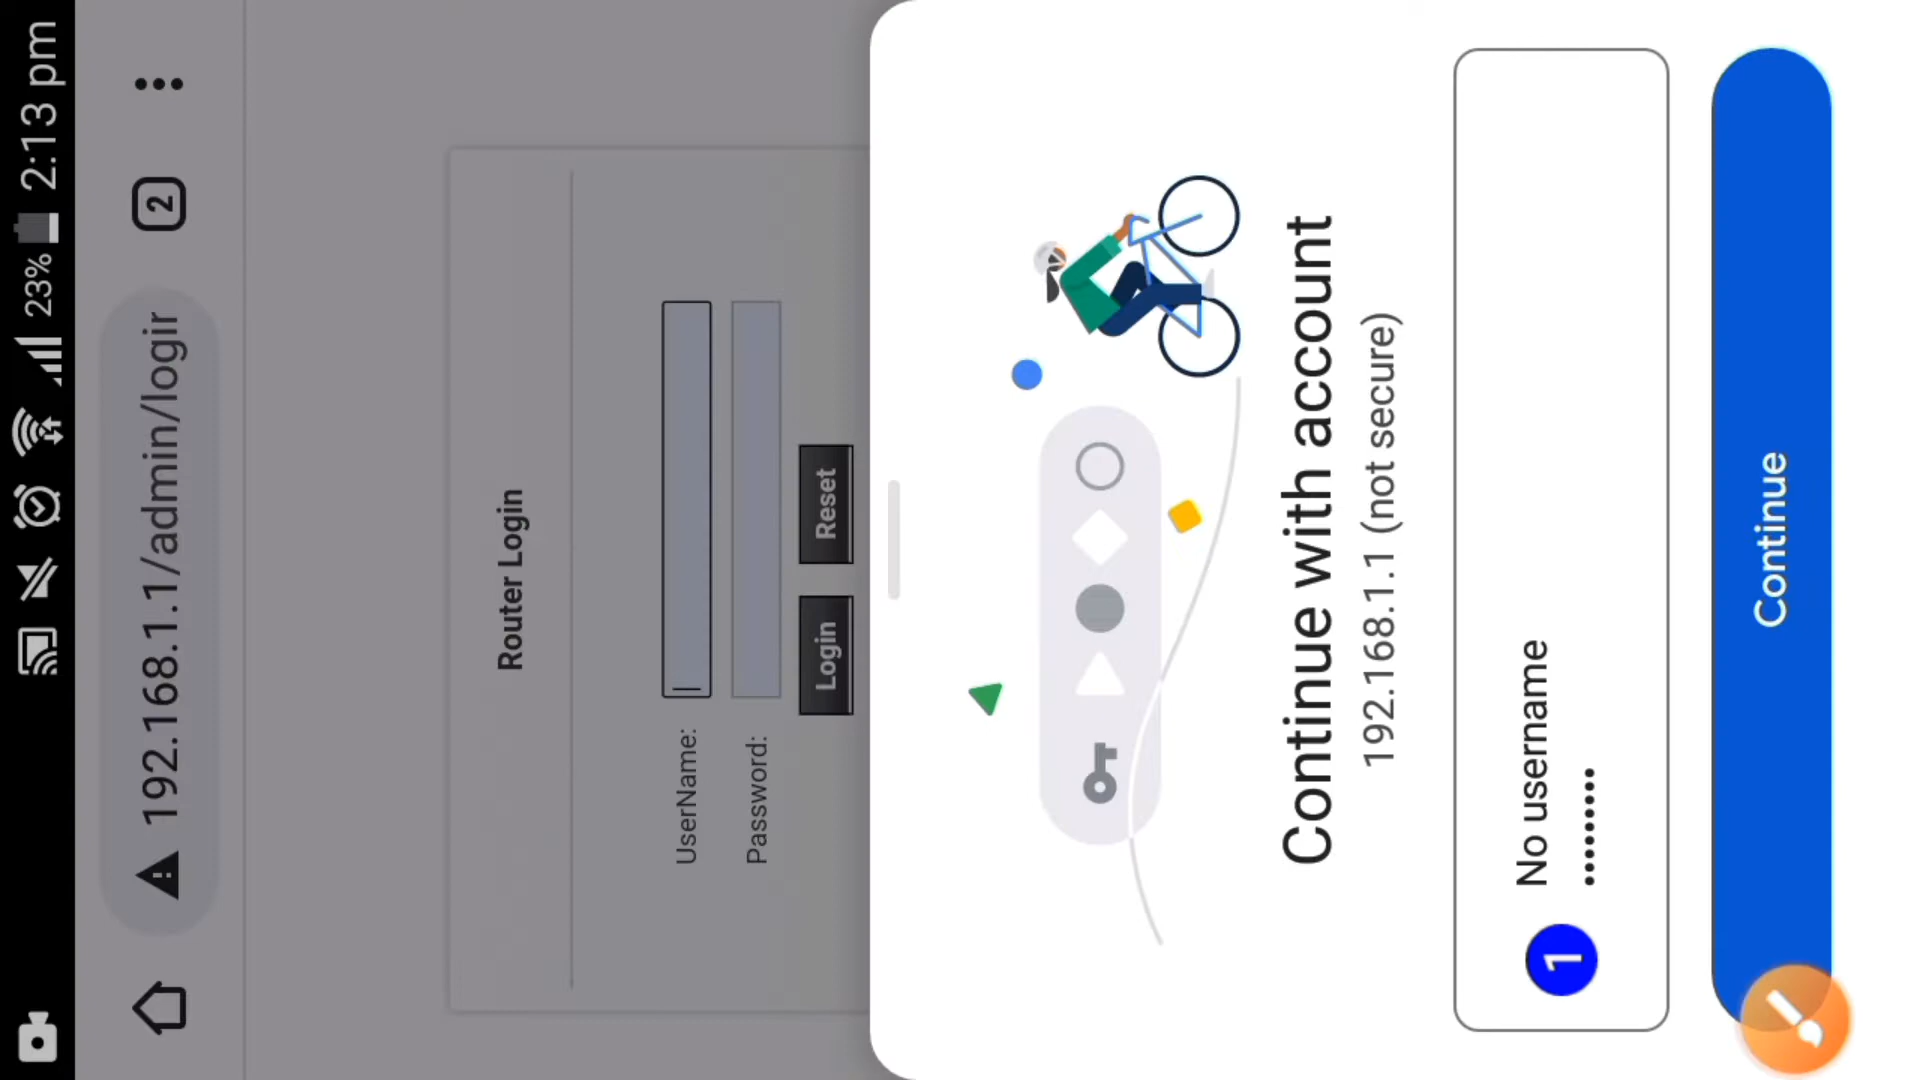 23% 2:13 pm
192.168.1.1/admin/logir
2
Router Login
UserName:
Password:
Login Reset
Continue with account
192.168.1.1 (not secure)
1
No username
••••••••••
Continue